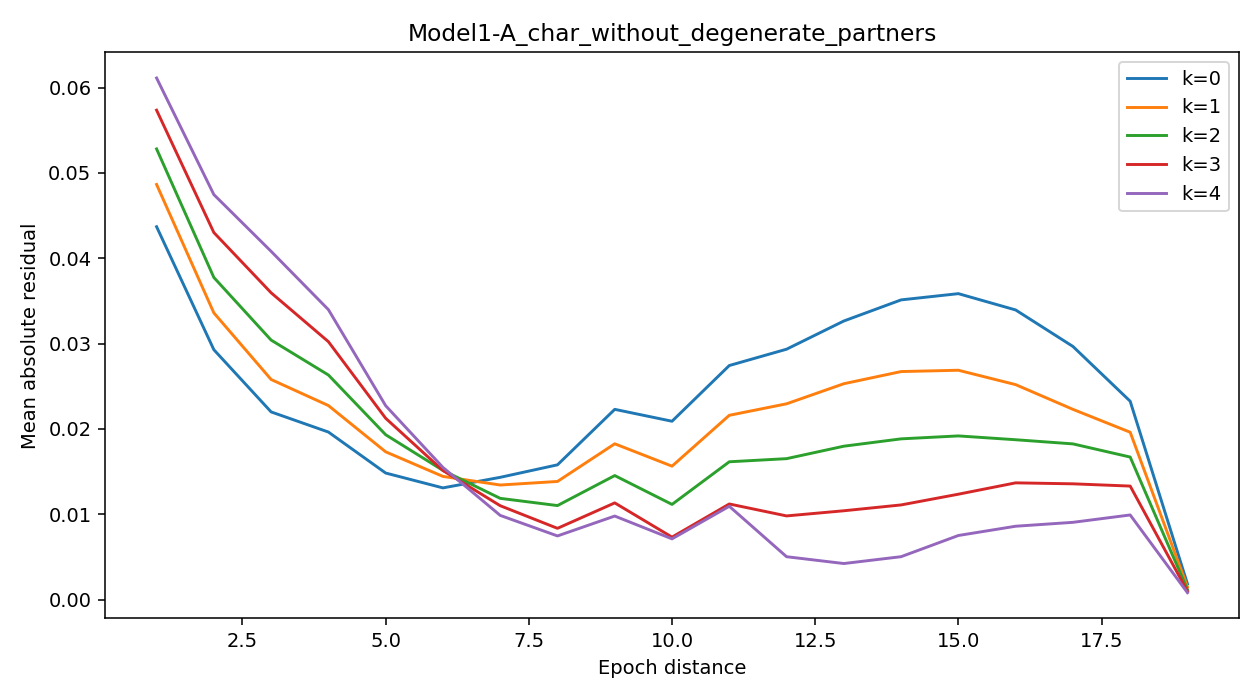 Model1-A_char_without_degenerate_partners
k=0
k=1
k=2
k=3
k=4
0.06
0.05
0.04
0.03
0.02
0.01
0.00
Mean absolute residual
2.5
5.0
7.5
10.0
12.5
15.0
17.5
Epoch distance